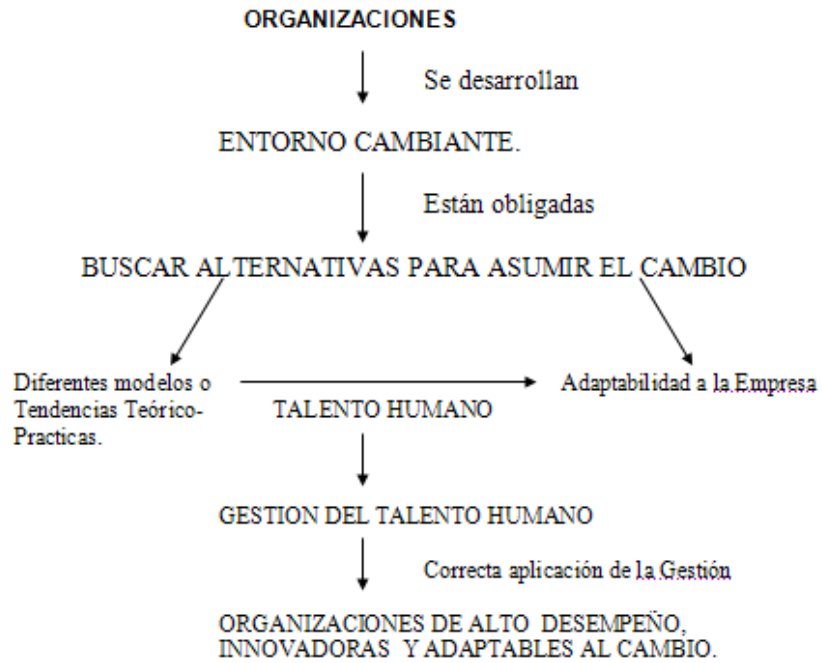 ORGANIZACIONES
Se desarrollan
ENTORNO CAMBIANTE.
Están obligadas
BUSCAR ALTERNATIVAS PARA ASUMIR EL CAMBIO
Diferentes modelos o
Tendencias Teórico-
Practicas.
TALENTO HUMANO
Adaptabilidad a la Empresa
GESTION DEL TALENTO HUMANO
Correcta aplicación de la Gestión
ORGANIZACIONES DE ALTO DESEMPEÑO,
INNOVADORAS Y ADAPTABLES AL CAMBIO.